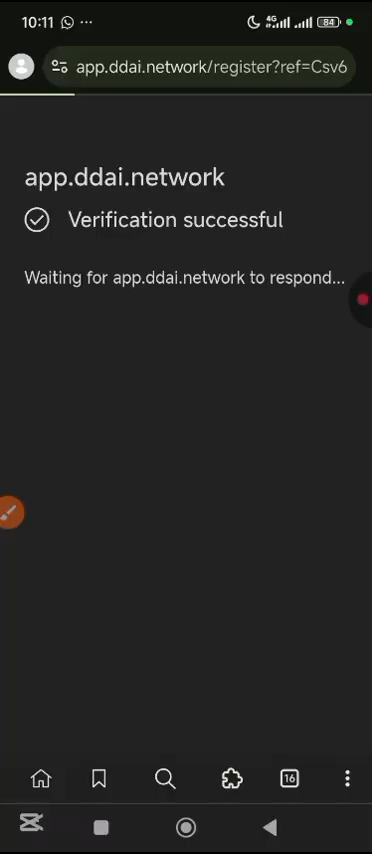 10:11
4G
84
app.ddai.network/register?ref=Csv6
app.ddai.network
Verification successful
Waiting for app.ddai.network to respond...
16